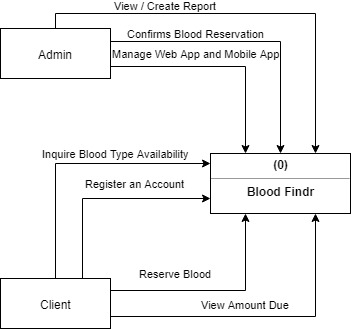 View / Create Report
Confirms Blood Reservation
Admin
Manage Web App and Mobile App
Inquire Blood Type Availability
(0)
Register an Account
Blood Findr
Reserve Blood
Client
View Amount Due